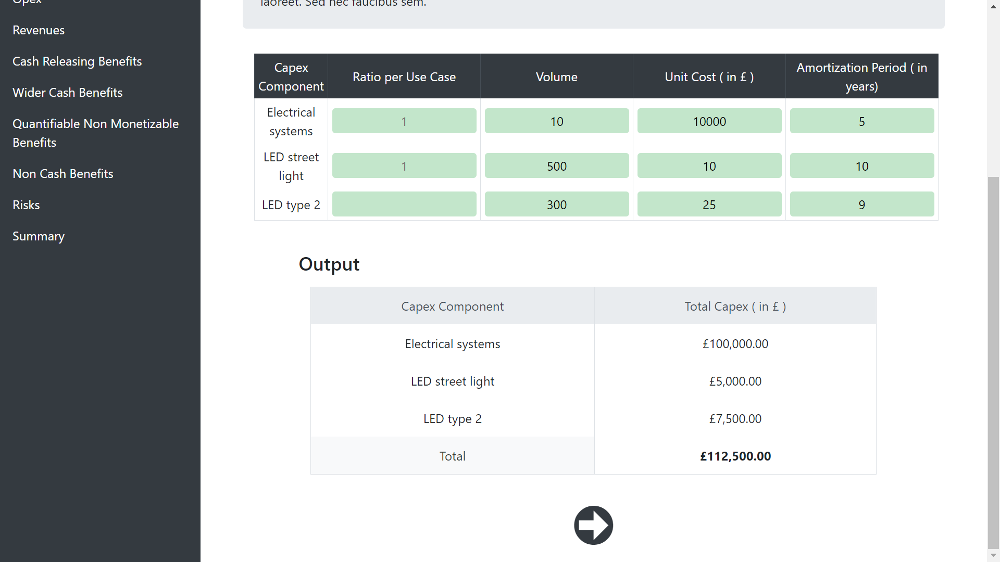 Opex
Revenues
Cash Releasing Benefits
Wider Cash Benefits
Quantifiable Non Monetizable
Benefits
Non Cash Benefits
Risks
Summary
laoreet. Sed nec faucibus sem.
Capex
Component
Ratio per Use Case
Volume
Unit Cost ( in £ )
Amortization Period ( in
years)
Electrical
systems
1
10
10000
5
LED street
light
1
500
10
10
LED type 2
300
25
9
Output
Capex Component
Total Capex ( in £ )
Electrical systems
£100,000.00
LED street light
£5,000.00
LED type 2
£7,500.00
Total
£112,500.00